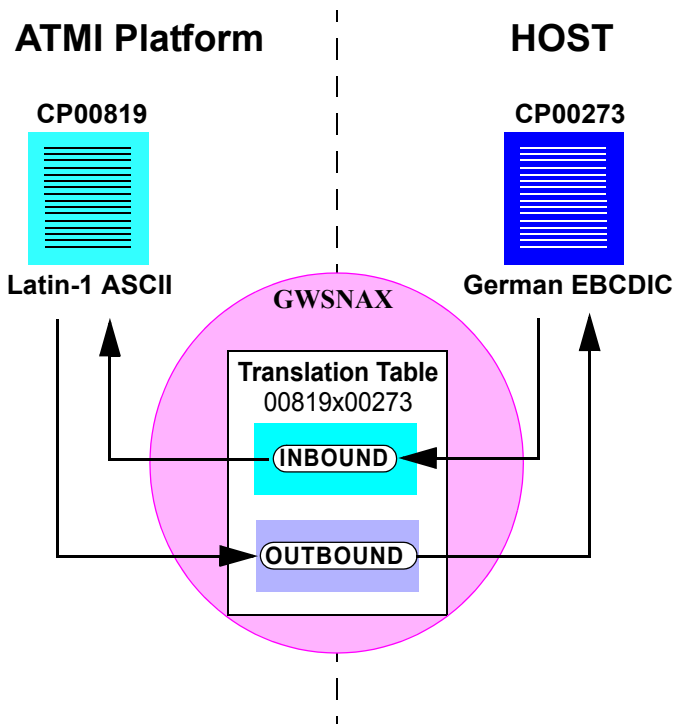 ATMI Platform
HOST
CP00819
CP00273
Latin-1 ASCII
German EBCDIC
GWSNAX
Translation Table
00819x00273
INBOUND
OUTBOUND